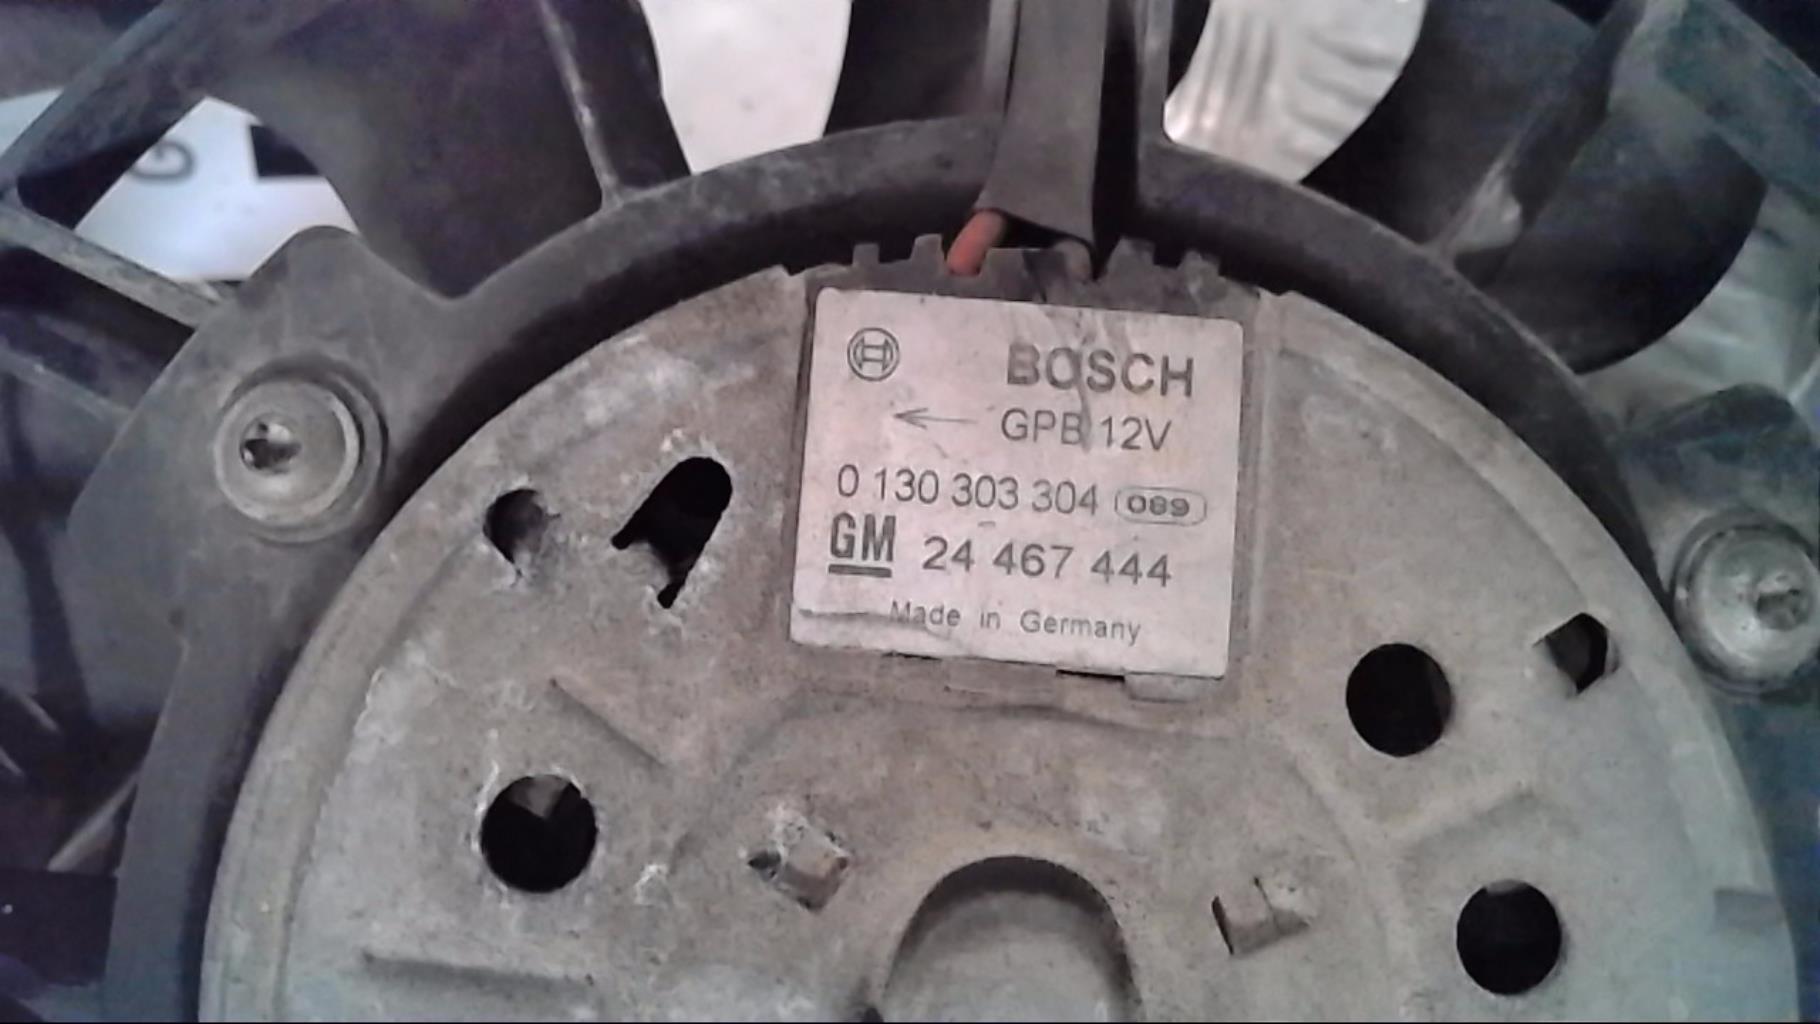 BOSCH
GPB 12V
0 130 303 304 089
GM 24 467 444
Made in Germany
G